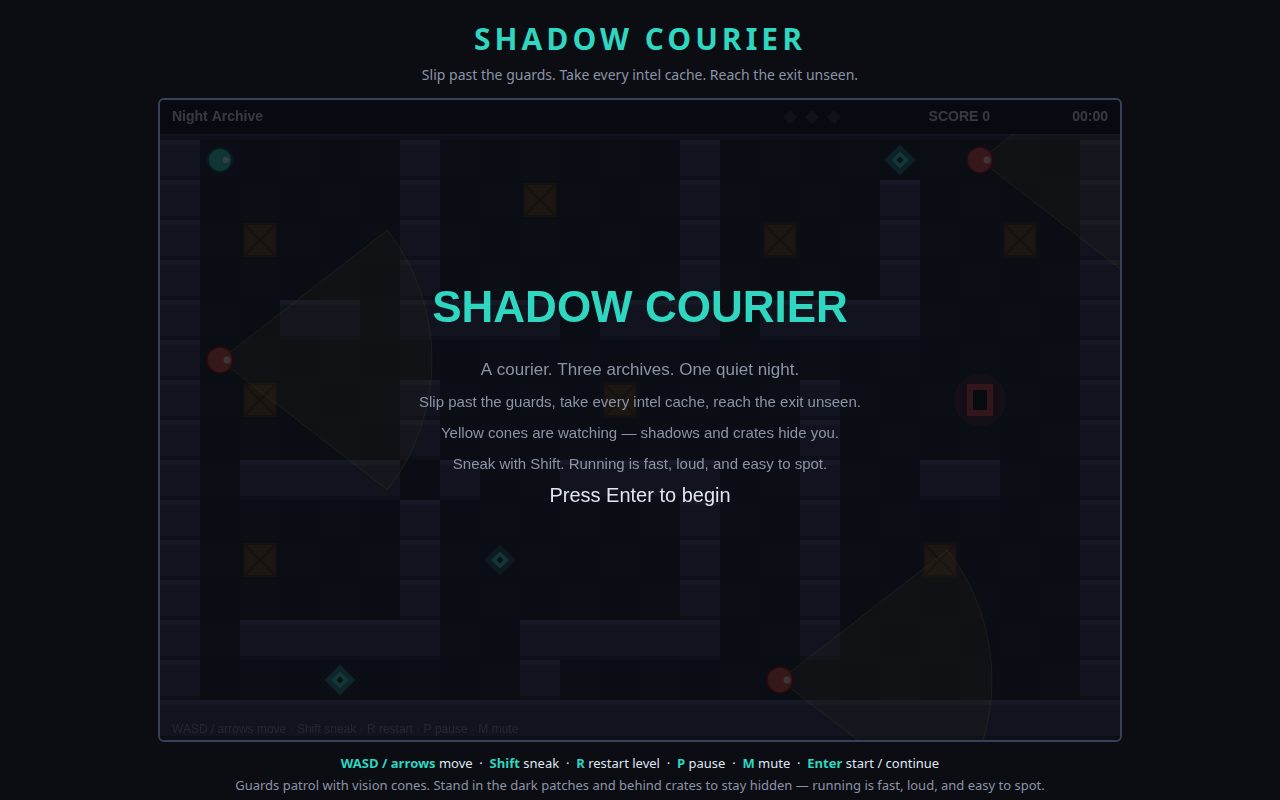 SHADOW COURIER
Slip past the guards. Take every intel cache. Reach the exit unseen.
Night Archive
SCORE 0
00:00
SHADOW COURIER
A courier. Three archives. One quiet night.
Slip past the guards, take every intel cache, reach the exit unseen.
Yellow cones are watching — shadows and crates hide you.
Sneak with Shift. Running is fast, loud, and easy to spot.
Press Enter to begin
WASD / arrows move · Shift sneak · R restart · P pause · M mute
WASD / arrows move · Shift sneak · R restart level · P pause · M mute · Enter start / continue
Guards patrol with vision cones. Stand in the dark patches and behind crates to stay hidden — running is fast, loud, and easy to spot.